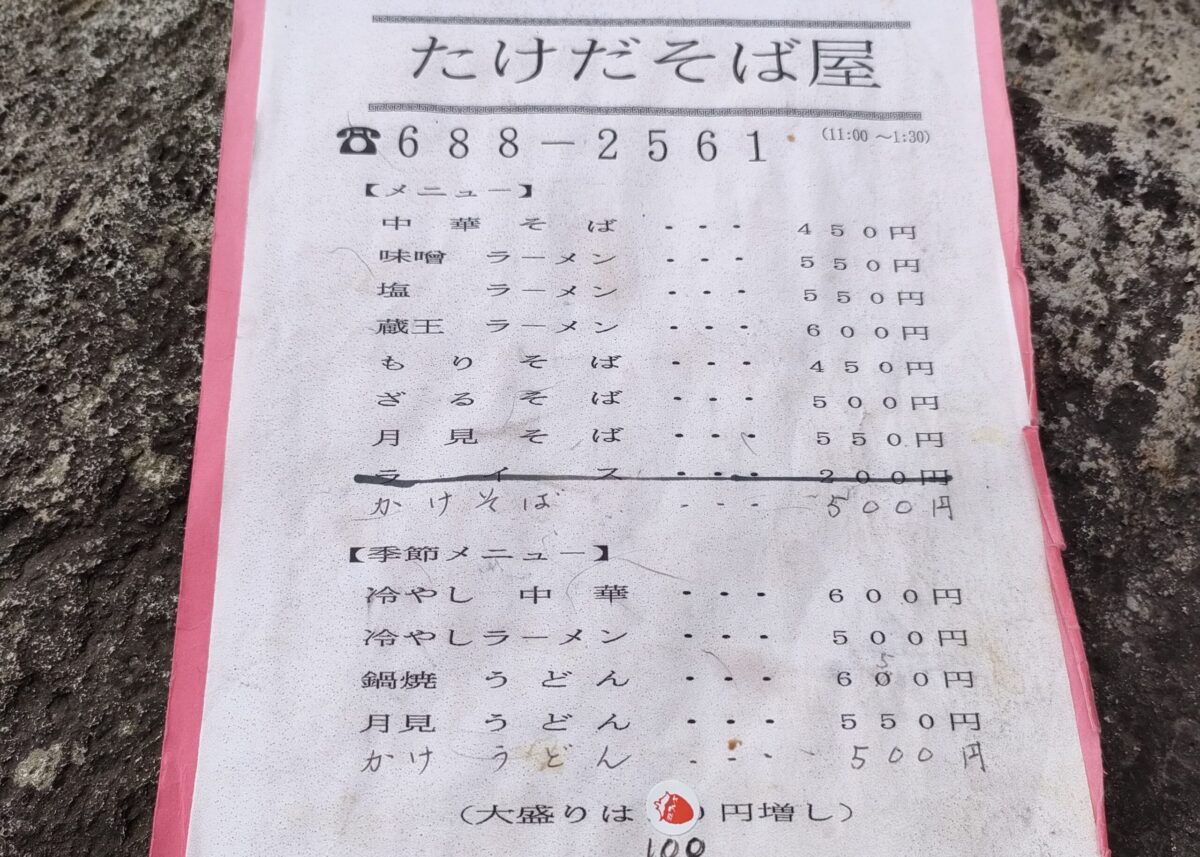 たけだそば屋
☎688－2561 (11:00～1:30)
【メニュー】
中華そば ・・・ 450円
味噌ラーメン ・・・ 550円
塩ラーメン ・・・ 550円
蔵王ラーメン ・・・ 600円
もりそば ・・・ 450円
ざるそば ・・・ 500円
月見そば ・・・ 550円
ライス ・・・ 200円
かけそば ・・・ 500円
【季節メニュー】
冷やし中華 ・・・ 600円
冷やしラーメン ・・・ 500円
5
鍋焼うどん ・・・ 600円
月見うどん ・・・ 550円
かけうどん ・・・ 500円
(大盛りは 円増し)
100